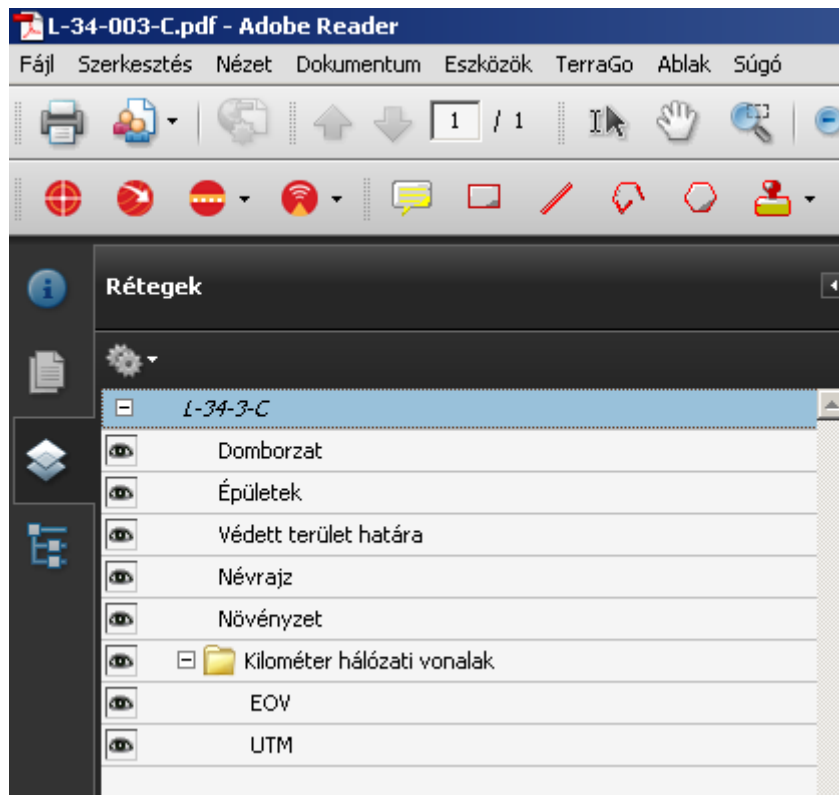 L-34-003-C.pdf - Adobe Reader
Fájl Szerkesztés Nézet Dokumentum Eszközök TerraGo Ablak Súgó
1 / 1
Rétegek
L-34-3-C
Domborzat
Épületek
Védett terület határa
Névrajz
Növényzet
Kilométer hálózati vonalak
EOV
UTM